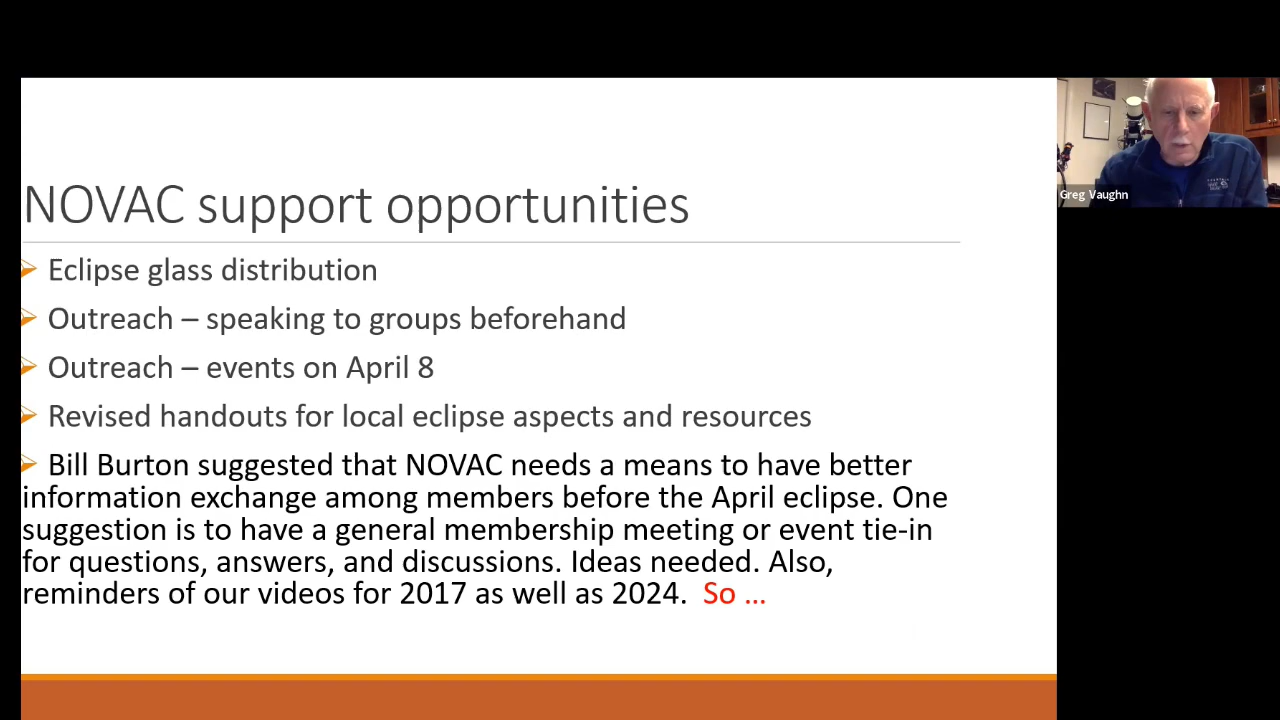 NOVAC support opportunities
Eclipse glass distribution
Outreach – speaking to groups beforehand
Outreach – events on April 8
Revised handouts for local eclipse aspects and resources
Bill Burton suggested that NOVAC needs a means to have better
information exchange among members before the April eclipse. One
suggestion is to have a general membership meeting or event tie-in
for questions, answers, and discussions. Ideas needed. Also,
reminders of our videos for 2017 as well as 2024. So ...
Greg Vaughn